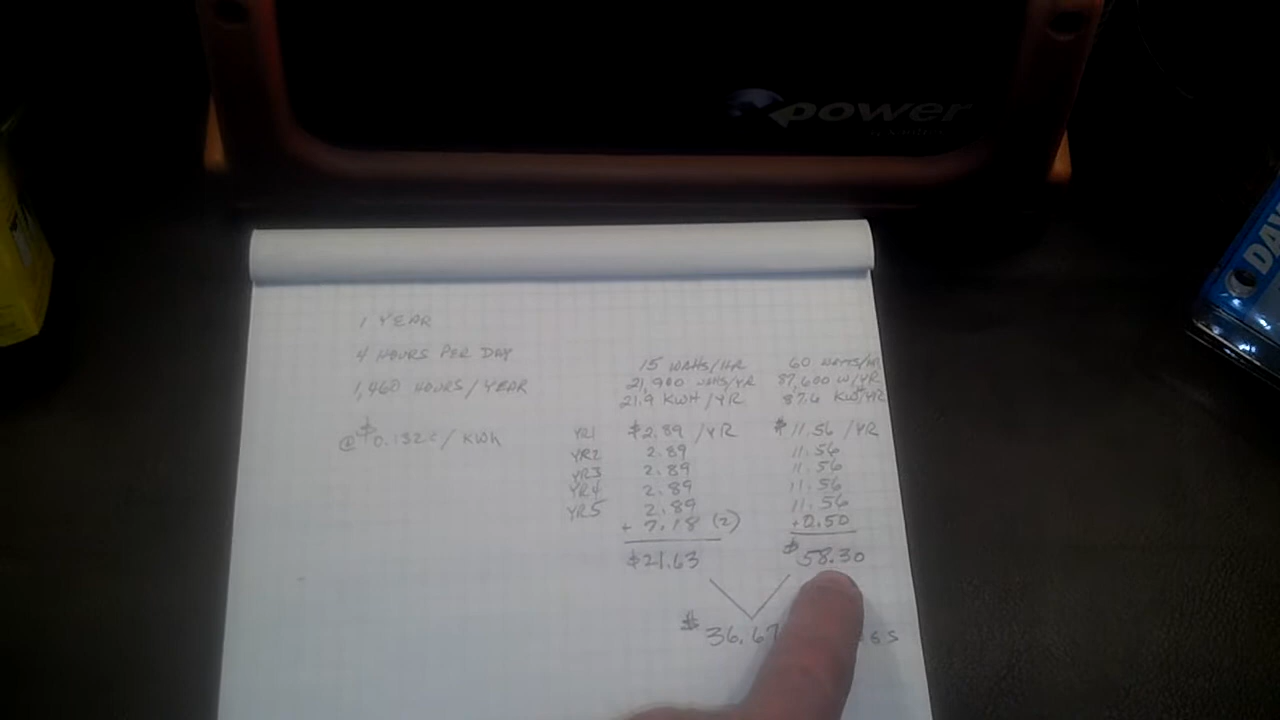 power
DAY
1 YEAR
4 HOURS PER DAY
1,460 HOURS / YEAR
@ $0.132¢ / KWh
15 WATTS/HR
21,900 WATTS/YR
21.9 KWH /YR
60 WATTS/HR
87,600 W/YR
87.6 KWH/YR
YR1 $2.89 /YR $11.56 /YR
YR2 2.89 11.56
YR3 2.89 11.56
YR4 2.89 11.56
YR5 2.89 11.56
+ 7.18 (2) +0.50
$21.63 $58.30
$36.67